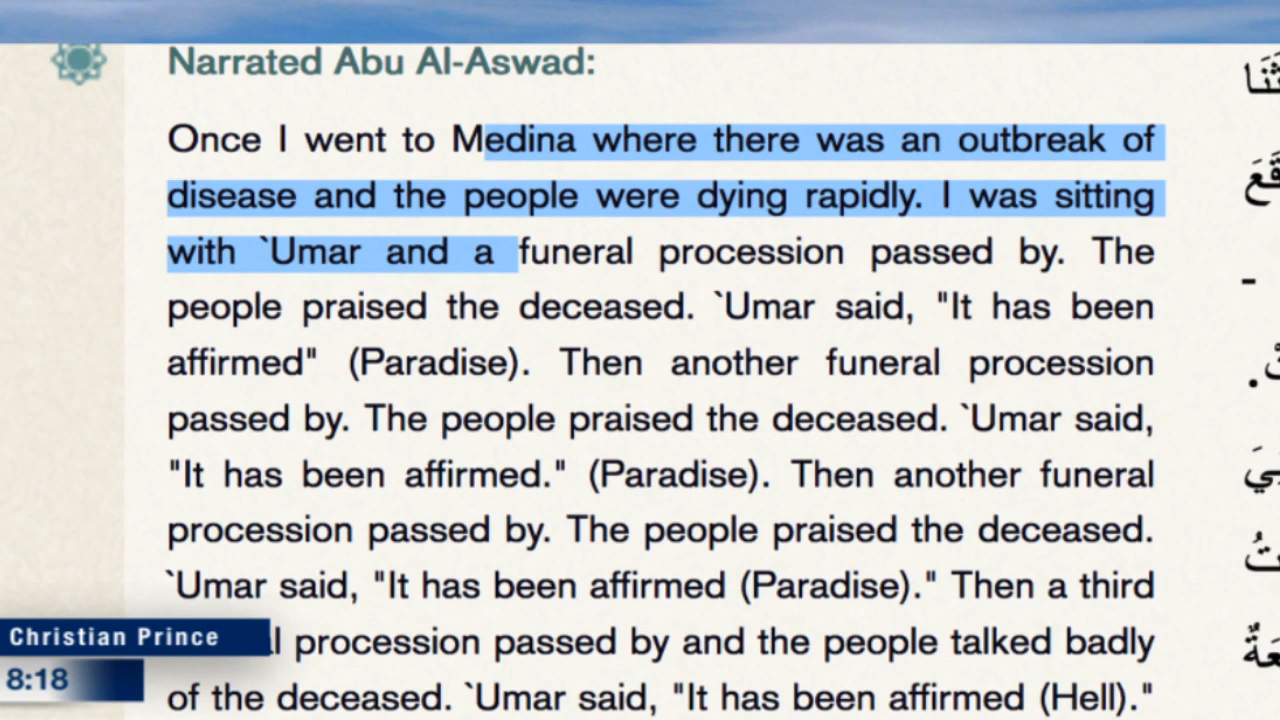 Narrated Abu Al-Aswad:
Once I went to Medina where there was an outbreak of
disease and the people were dying rapidly. I was sitting
with `Umar and a funeral procession passed by. The
people praised the deceased. `Umar said, "It has been
affirmed" (Paradise). Then another funeral procession
passed by. The people praised the deceased. `Umar said,
"It has been affirmed." (Paradise). Then another funeral
procession passed by. The people praised the deceased.
`Umar said, "It has been affirmed (Paradise)." Then a third
procession passed by and the people talked badly
of the deceased. `Umar said, "It has been affirmed (Hell)."
Christian Prince
8:18